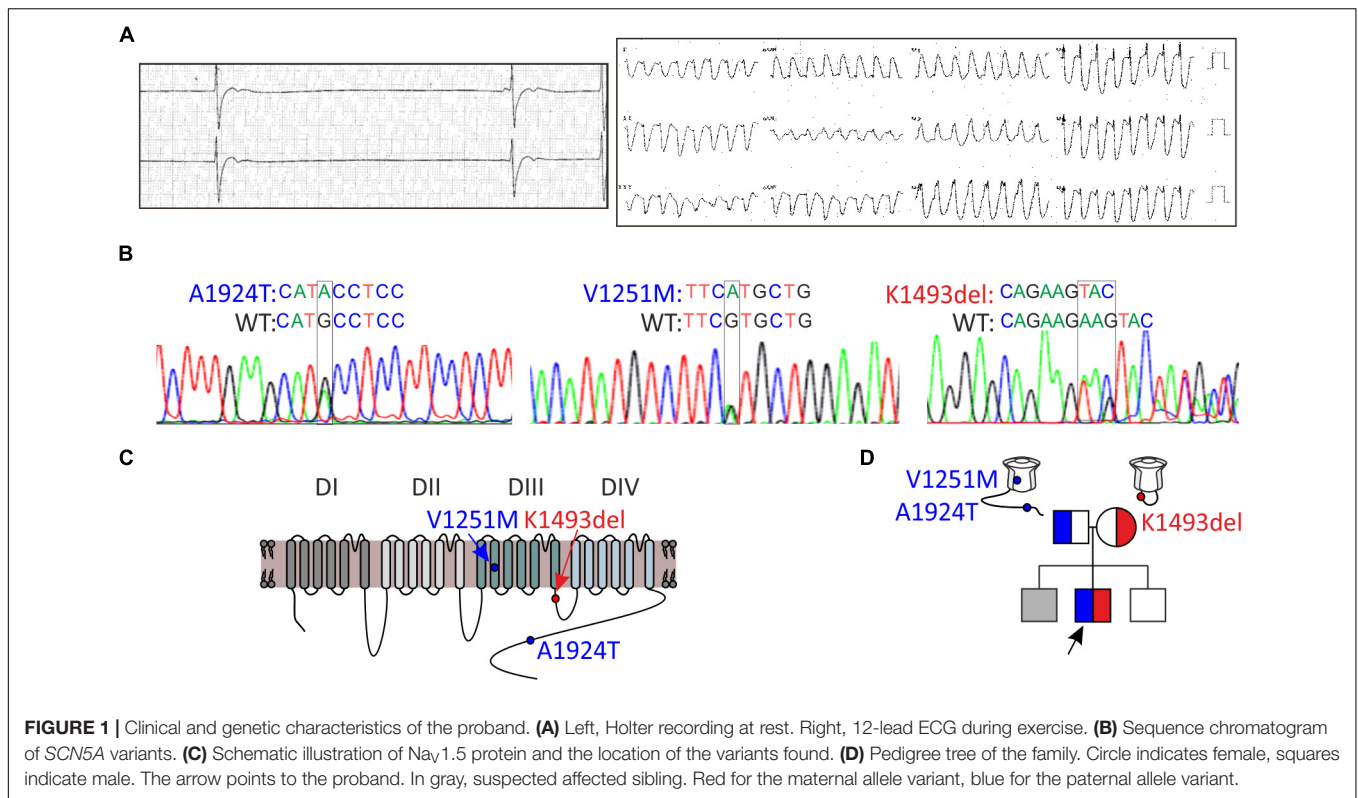 A
B
A1924T:CATACCTCC
WT:CATGCCTCC
V1251M:TTCATGCTG
WT:TTCGTGCTG
K1493del: CAGAAGTAC
WT: CAGAAGAAGTAC
C
DI DII DIII DIV
V1251M K1493del
A1924T
D
V1251M
A1924T
K1493del
FIGURE 1 | Clinical and genetic characteristics of the proband. (A) Left, Holter recording at rest. Right, 12-lead ECG during exercise. (B) Sequence chromatogram
of SCN5A variants. (C) Schematic illustration of NaV1.5 protein and the location of the variants found. (D) Pedigree tree of the family. Circle indicates female, squares
indicate male. The arrow points to the proband. In gray, suspected affected sibling. Red for the maternal allele variant, blue for the paternal allele variant.